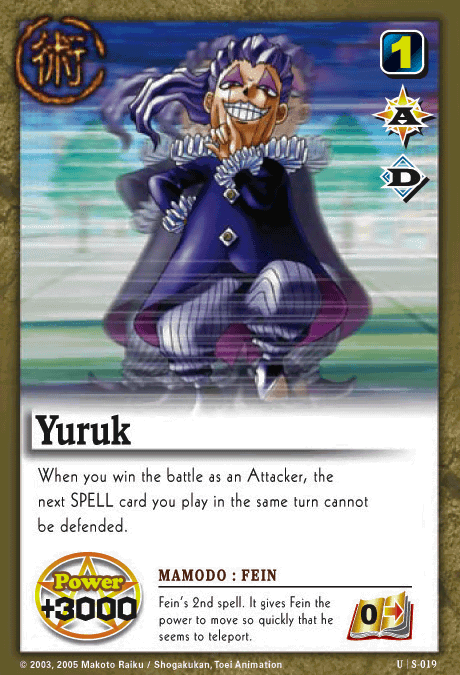 術
1
A
D
Yuruk
When you win the battle as an Attacker, the
next SPELL card you play in the same turn cannot
be defended.
Power
+3000
MAMODO : FEIN
Fein's 2nd spell. It gives Fein the
power to move so quickly that he
seems to teleport.
0
© 2003, 2005 Makoto Raiku / Shogakukan, Toei Animation
U | S-019